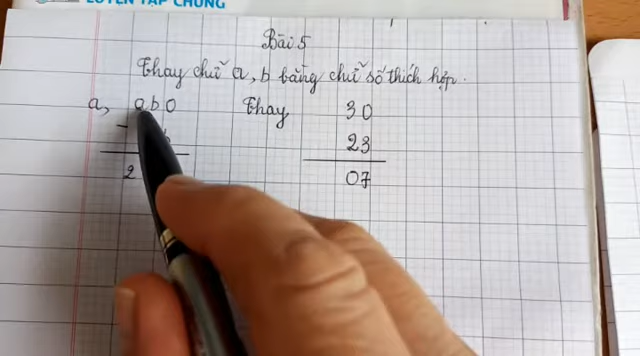 LUYỆN TẬP CHUNG
Bài 5
Thay chữ a, b bằng chữ số thích hợp.
a, ab0 Thay 30
- b 23
2 07